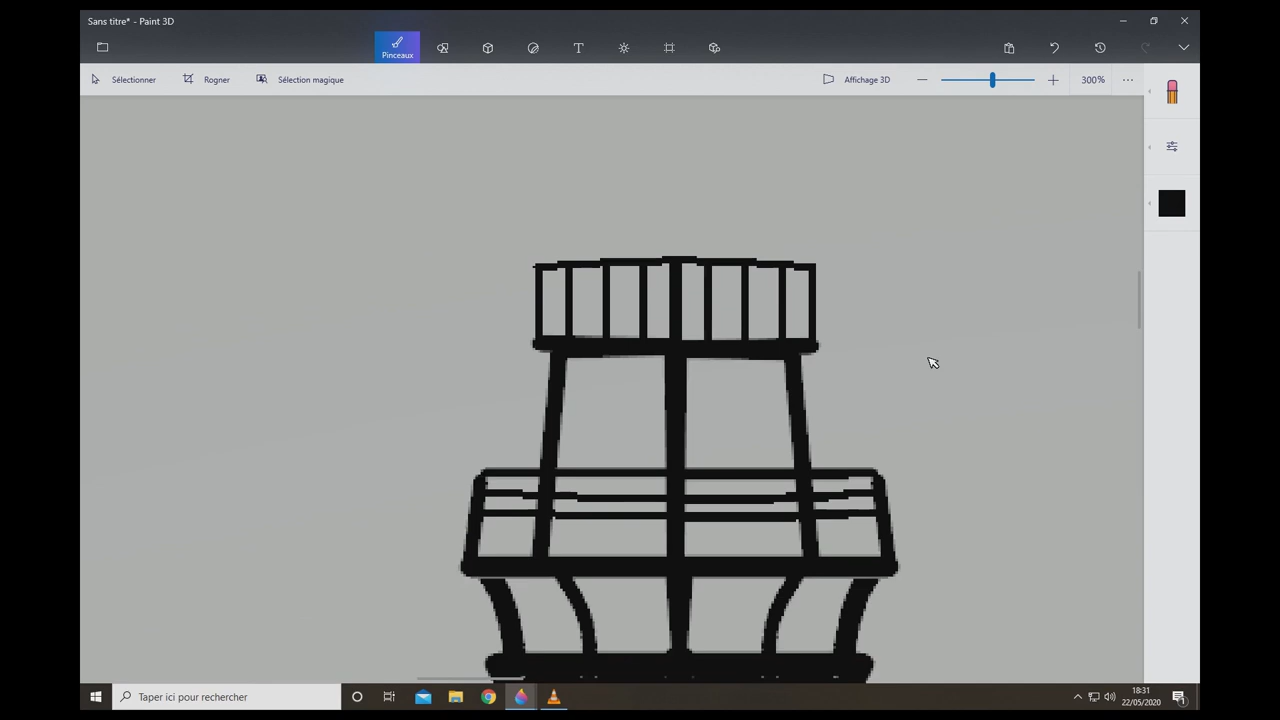 Sans titre* - Paint 3D
Pinceaux
Sélectionner
Rogner
Sélection magique
Affichage 3D
300%
Taper ici pour rechercher
18:31
22/05/2020
1